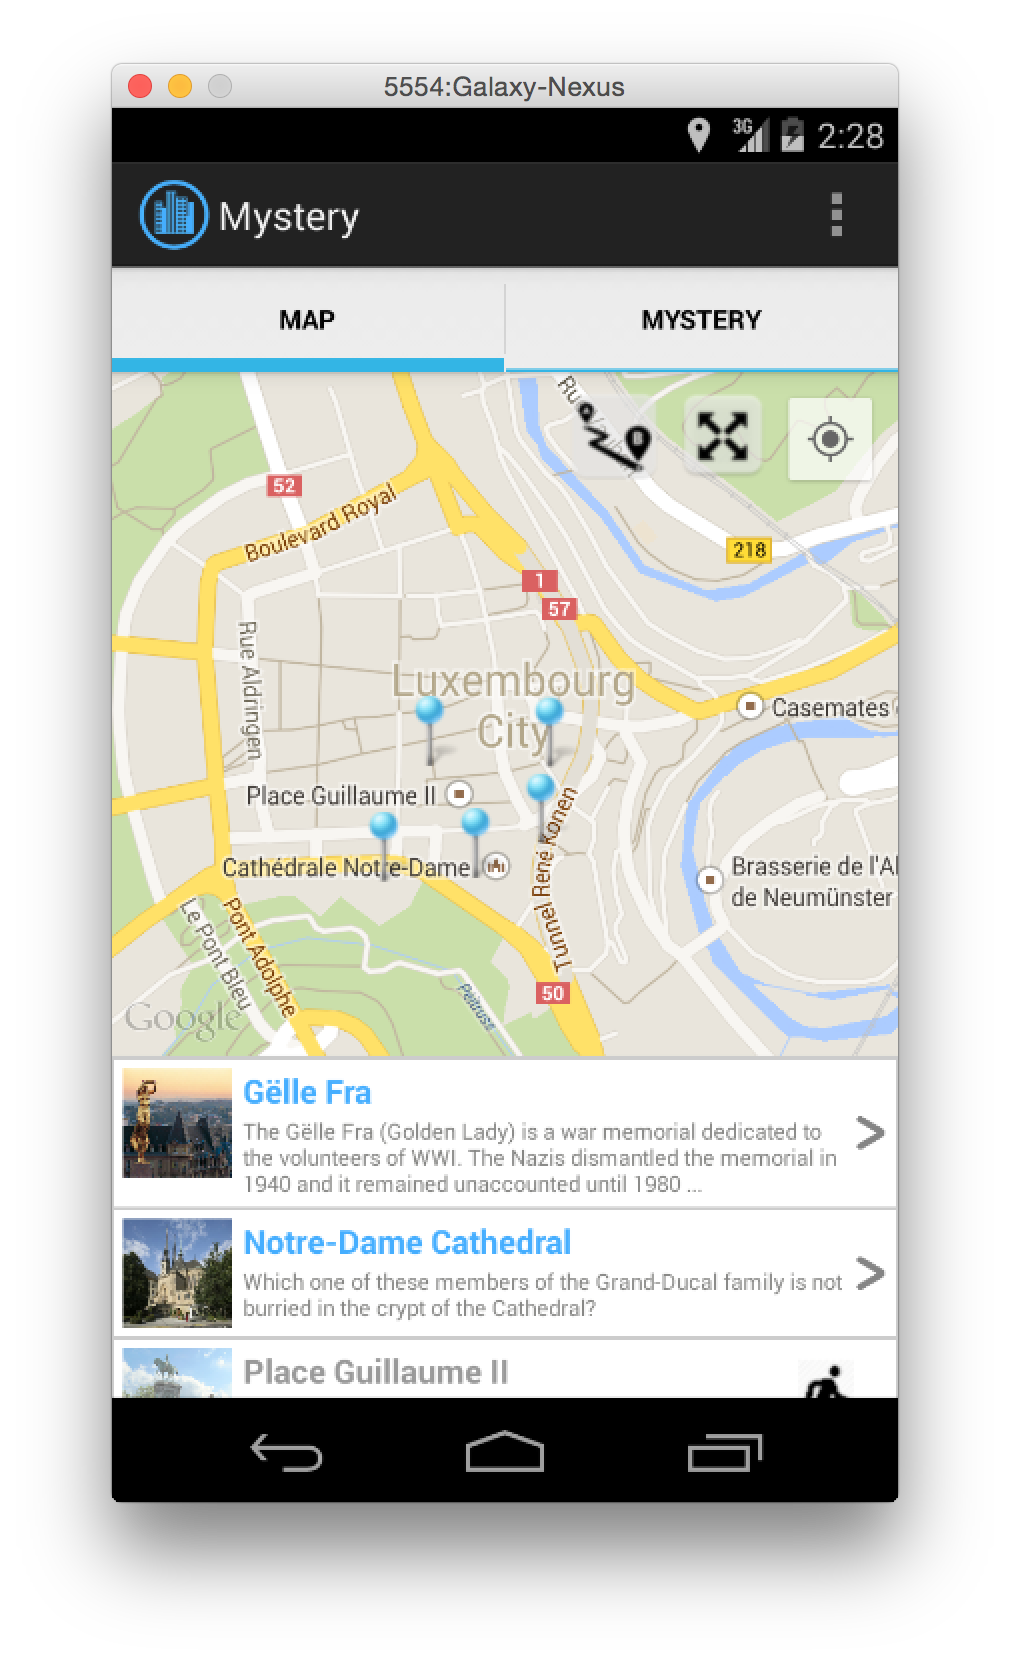 5554:Galaxy-Nexus
3G 2:28
Mystery
MAP MYSTERY
52
Boulevard Royal
218
1
57
Rue Aldringen
Luxembourg
City
Casemates
Place Guillaume II
Cathédrale Notre-Dame
Tunnel René Konen
Brasserie de l'Al
de Neumünster
Le Pont Bleu
Pont Adolphe
Pétruss
50
Google
Gëlle Fra
The Gëlle Fra (Golden Lady) is a war memorial dedicated to
the volunteers of WWI. The Nazis dismantled the memorial in
1940 and it remained unaccounted until 1980 ...
>
Notre-Dame Cathedral
Which one of these members of the Grand-Ducal family is not
burried in the crypt of the Cathedral?
>
Place Guillaume II